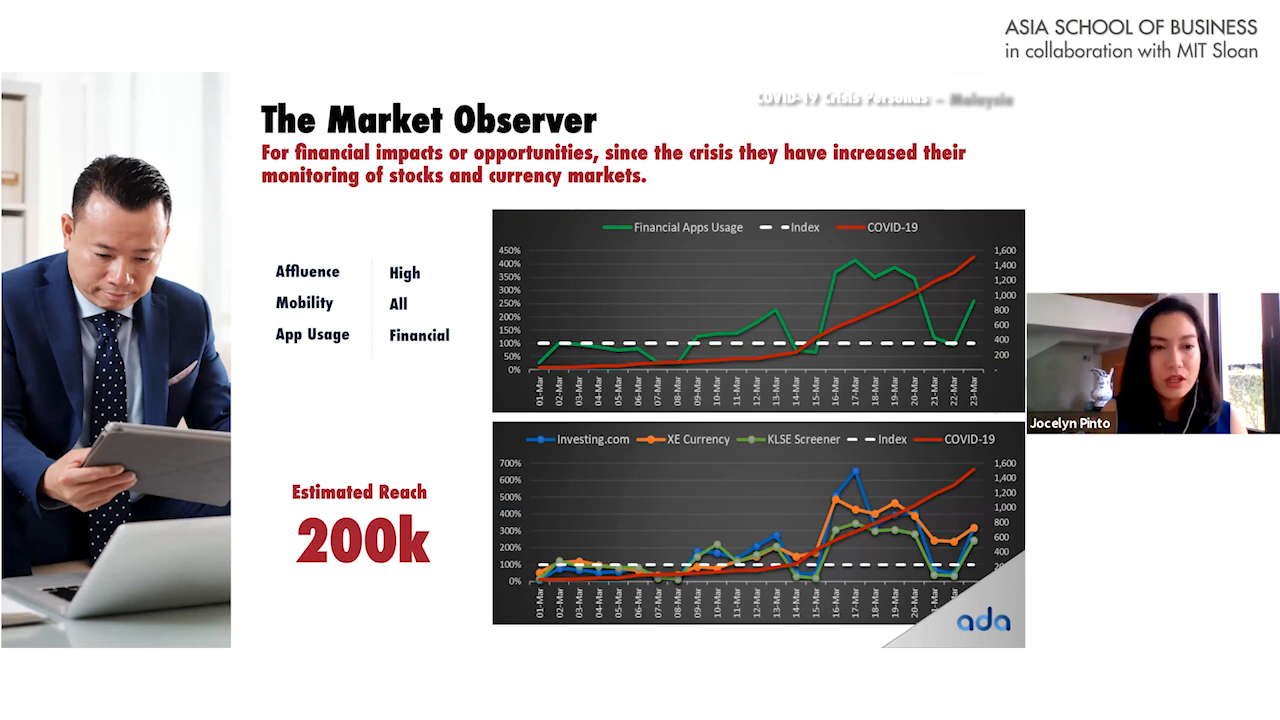 ASIA SCHOOL OF BUSINESS
in collaboration with MIT Sloan
COVID-19 Crisis Personas – Malaysia
The Market Observer
For financial impacts or opportunities, since the crisis they have increased their
monitoring of stocks and currency markets.
Affluence High
Mobility All
App Usage Financial
Financial Apps Usage Index COVID-19
450% 1,600
400% 1,400
350% 1,200
300% 1,000
250% 800
200% 600
150% 400
100% 200
50% -
0%
01-Mar 02-Mar 03-Mar 04-Mar 05-Mar 06-Mar 07-Mar 08-Mar 09-Mar 10-Mar 11-Mar 12-Mar 13-Mar 14-Mar 15-Mar 16-Mar 17-Mar 18-Mar 19-Mar 20-Mar 21-Mar 22-Mar 23-Mar
Jocelyn Pinto
Investing.com XE Currency KLSE Screener Index COVID-19
700% 1,600
600% 1,400
500% 1,200
400% 1,000
300% 800
200% 600
100% 400
0%
01-Mar 02-Mar 03-Mar 04-Mar 05-Mar 06-Mar 07-Mar 08-Mar 09-Mar 10-Mar 11-Mar 12-Mar 13-Mar 14-Mar 15-Mar 16-Mar 17-Mar 18-Mar 19-Mar 20-Mar
Estimated Reach
200k
ada